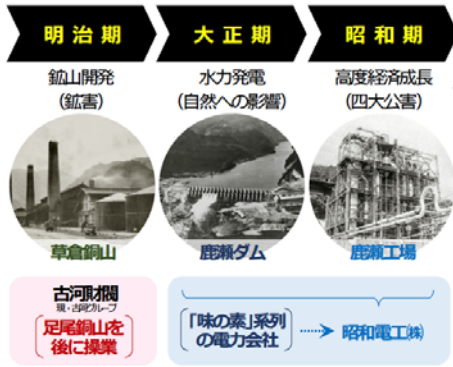 明治期
大正期
昭和期
鉱山開発
(鉱害)
水力発電
(自然への影響)
高度経済成長
(四大公害)
草倉銅山
鹿瀬ダム
鹿瀬工場
古河財閥
現・古河グループ
足尾銅山を
後に操業
「味の素」系列
の電力会社
昭和電工㈱